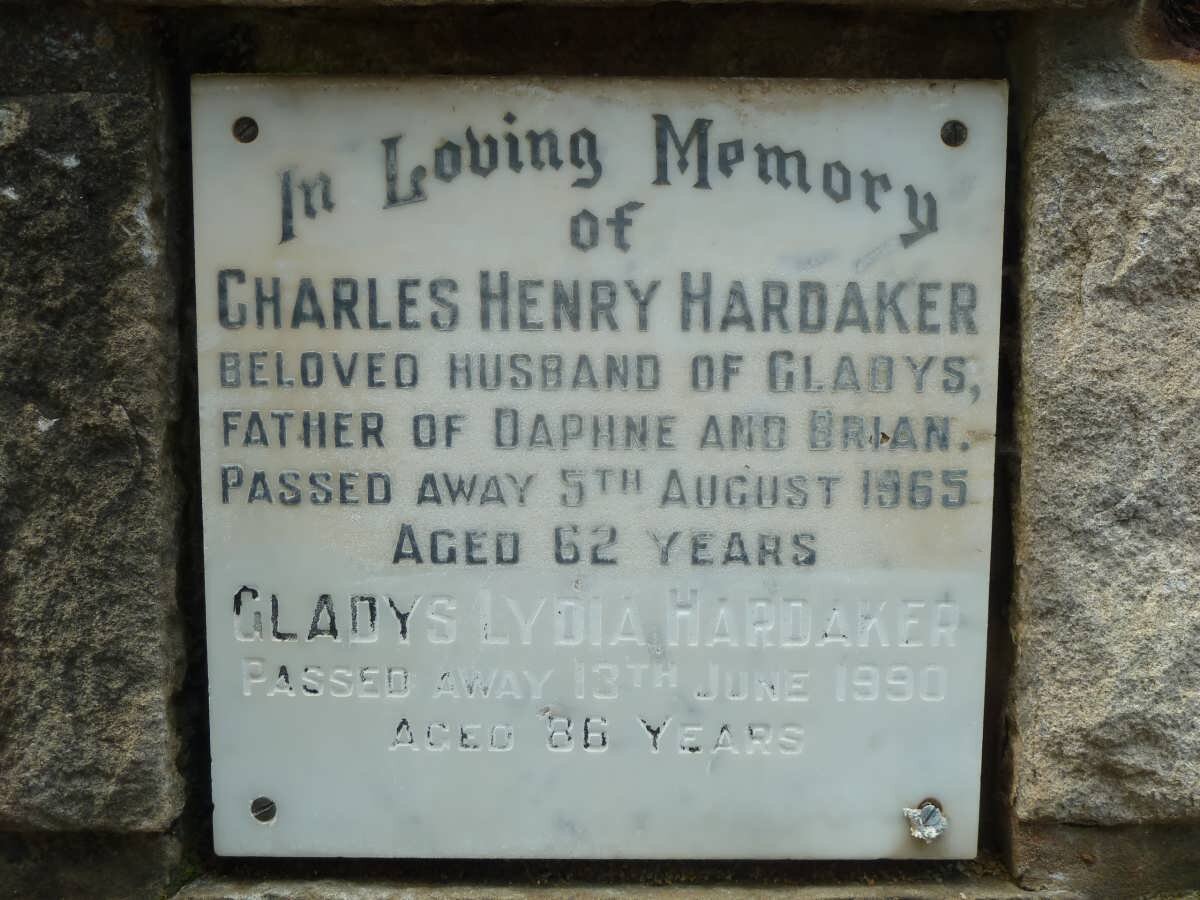 In Loving Memory
of
CHARLES HENRY HARDAKER
BELOVED HUSBAND OF GLADYS,
FATHER OF DAPHNE AND BRIAN.
PASSED AWAY 5TH AUGUST 1965
AGED 62 YEARS
GLADYS LYDIA HARDAKER
PASSED AWAY 13TH JUNE 1990
AGED 86 YEARS